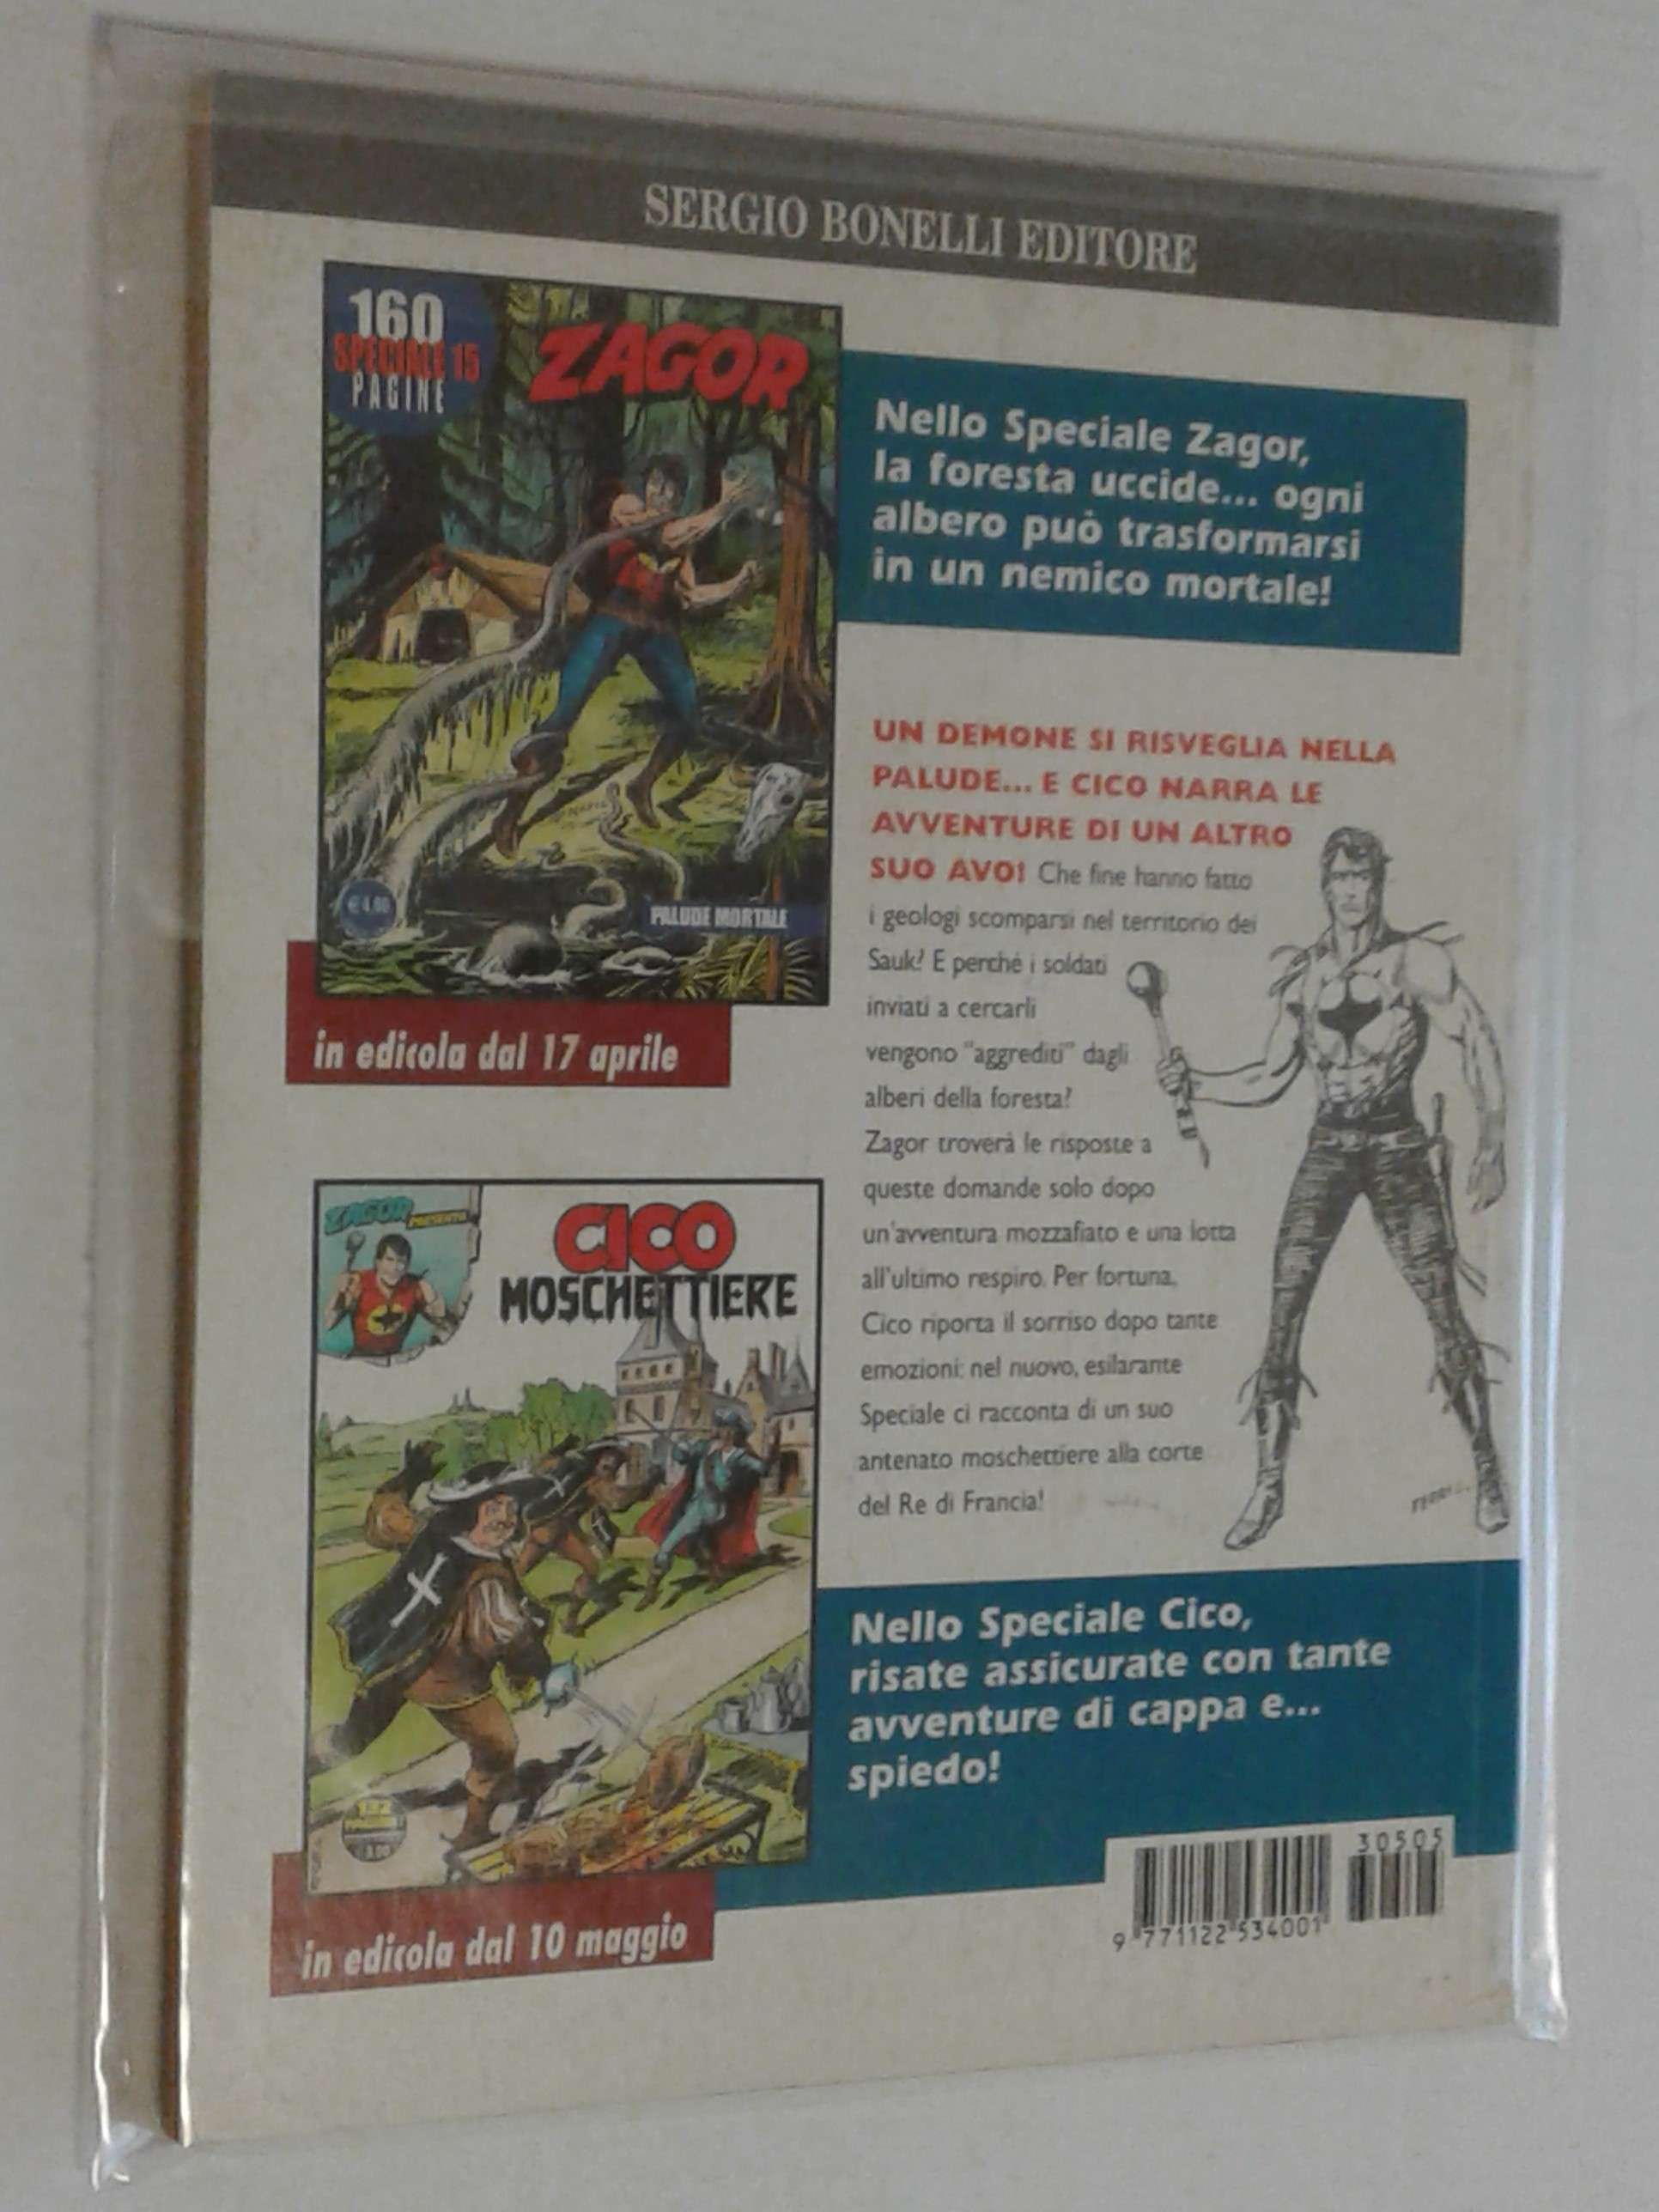 SERGIO BONELLI EDITORE
160
SPECIALE 15
PAGINE
ZAGOR
€ 4,00
PALUDE MORTALE
in edicola dal 17 aprile
Nello Speciale Zagor,
la foresta uccide... ogni
albero può trasformarsi
in un nemico mortale!
UN DEMONE SI RISVEGLIA NELLA
PALUDE... E CICO NARRA LE
AVVENTURE DI UN ALTRO
SUO AVO! Che fine hanno fatto
i geologi scomparsi nel territorio dei
Sauk? E perché i soldati
inviati a cercarli
vengono "aggrediti" dagli
alberi della foresta?
Zagor troverà le risposte a
queste domande solo dopo
un'avventura mozzafiato e una lotta
all'ultimo respiro. Per fortuna,
Cico riporta il sorriso dopo tante
emozioni: nel nuovo, esilarante
Speciale ci racconta di un suo
antenato moschettiere alla corte
del Re di Francia!
ZAGOR PRESENTA
CICO
MOSCHETTIERE
in edicola dal 10 maggio
Nello Speciale Cico,
risate assicurate con tante
avventure di cappa e...
spiedo!
30505
9 771122 534001